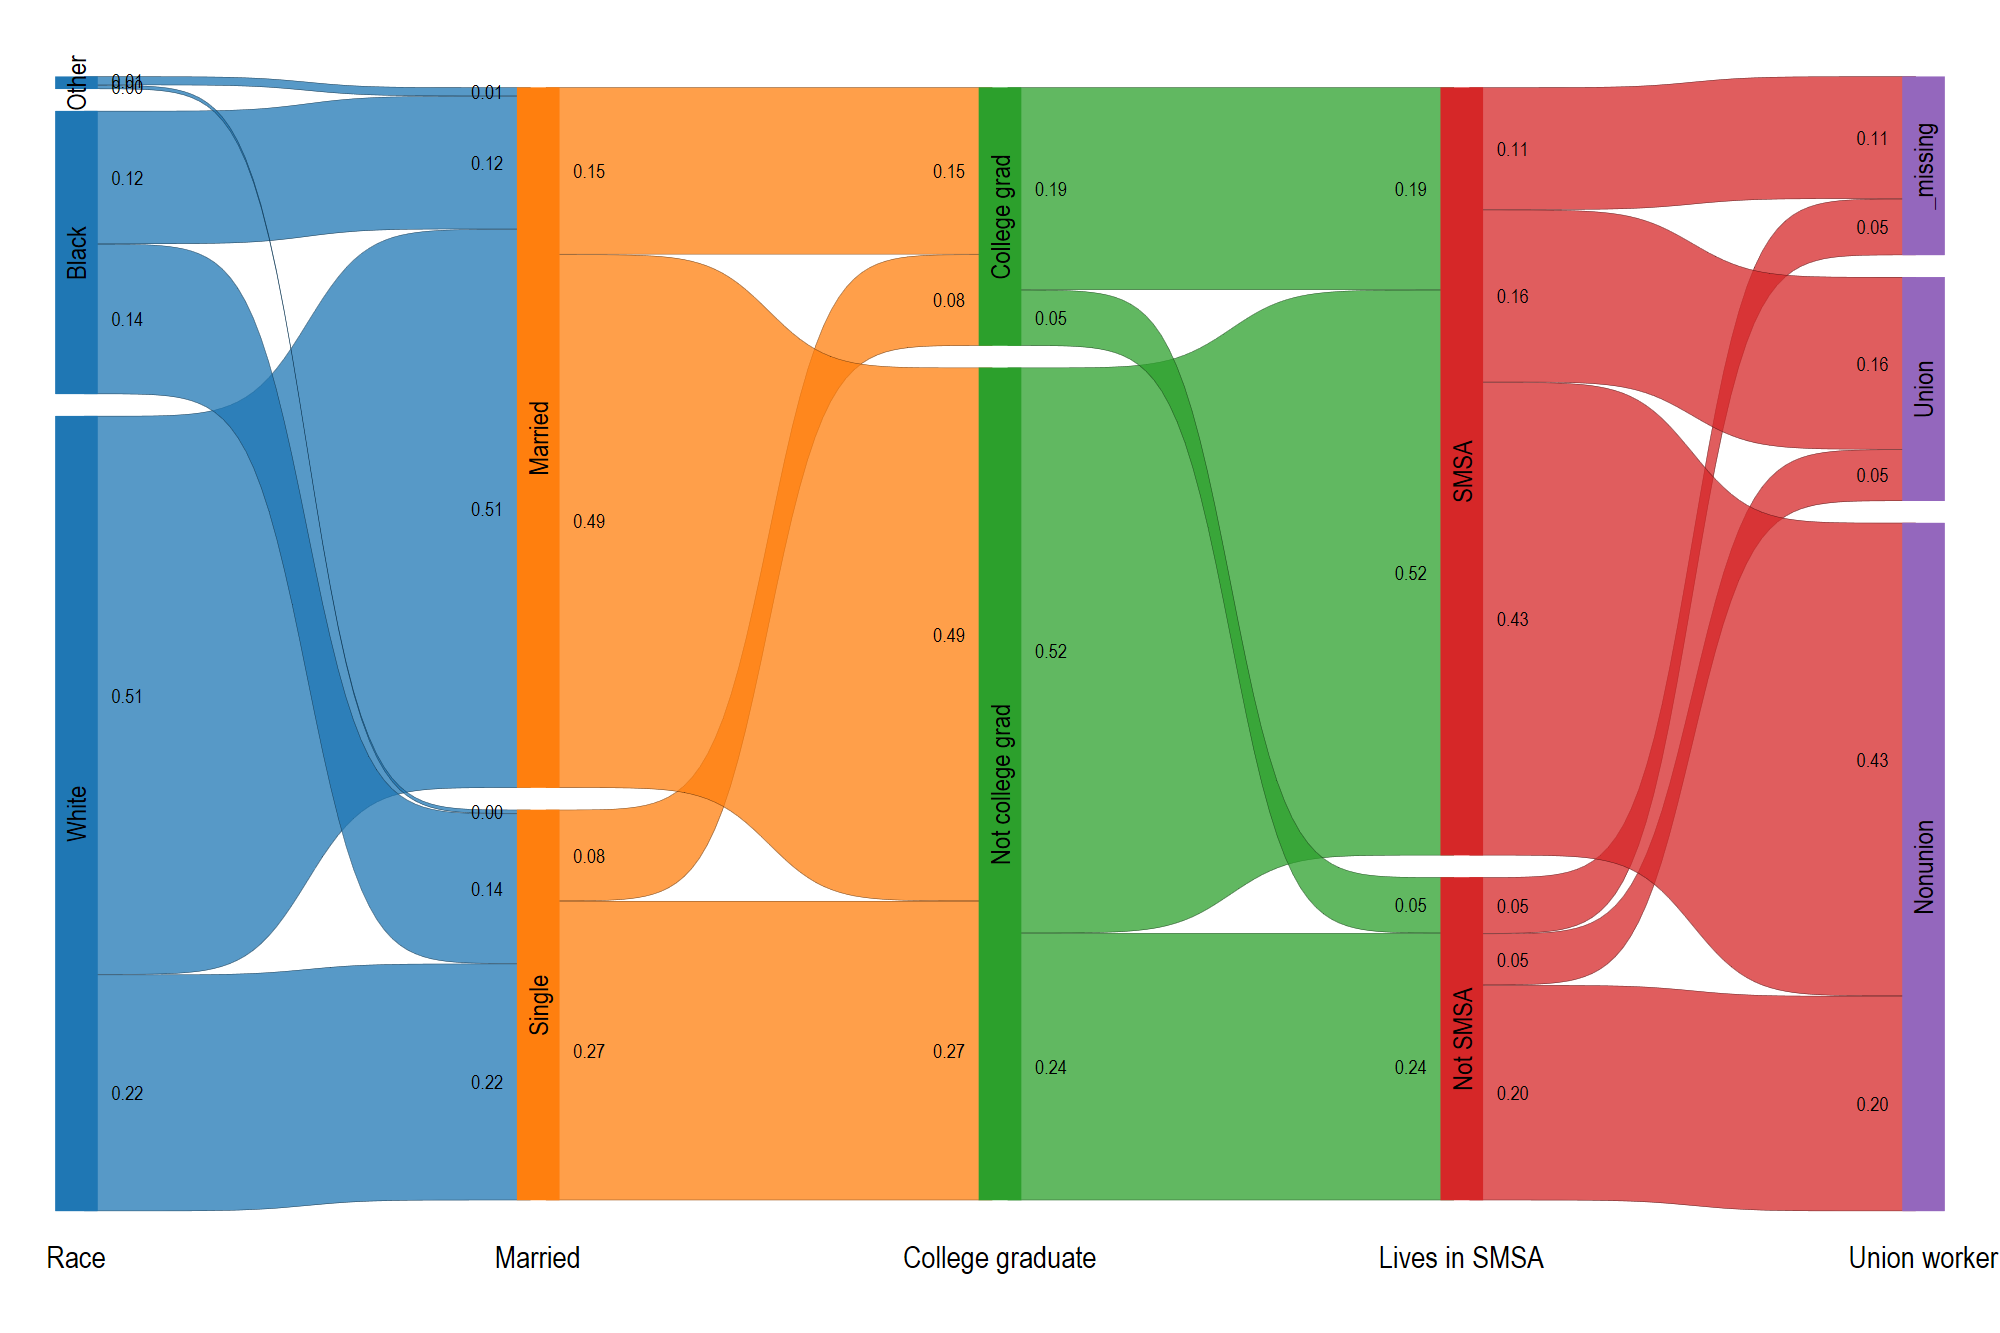 Other
0.01
0.00
Black
0.12
0.14
White
0.51
0.22
0.01
0.12
0.51
Married
0.00
0.14
0.22
Single
0.15
0.49
0.08
0.27
0.15
0.08
College grad
0.49
0.27
Not college grad
0.19
0.05
0.52
0.24
0.19
0.52
SMSA
0.05
0.24
Not SMSA
0.11
0.16
0.43
0.05
0.05
0.20
0.11
0.05
_missing
0.16
0.05
Union
0.43
0.20
Nonunion
Race
Married
College graduate
Lives in SMSA
Union worker